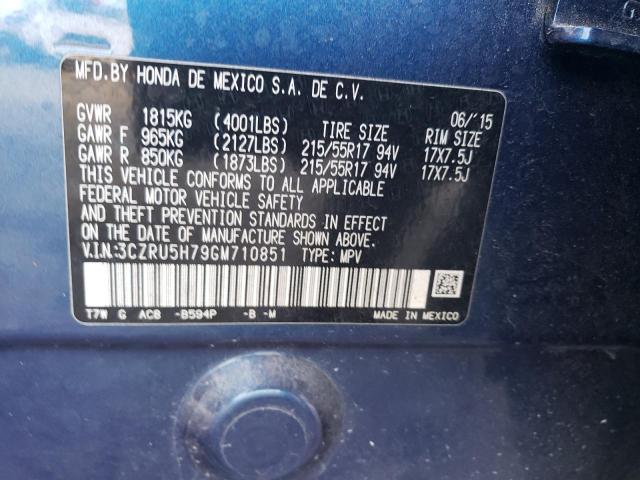 MFD.BY HONDA DE MEXICO S.A. DE C.V.
06/'15
GVWR 1815KG (4001LBS) TIRE SIZE RIM SIZE
GAWR F 965KG (2127LBS) 215/55R17 94V 17X7.5J
GAWR R 850KG (1873LBS) 215/55R17 94V 17X7.5J
THIS VEHICLE CONFORMS TO ALL APPLICABLE
FEDERAL MOTOR VEHICLE SAFETY
AND THEFT PREVENTION STANDARDS IN EFFECT
ON THE DATE OF MANUFACTURE SHOWN ABOVE.
V.I.N:3CZRU5H79GM710851 TYPE: MPV
T7W G AC8 -B594P -B -M MADE IN MEXICO